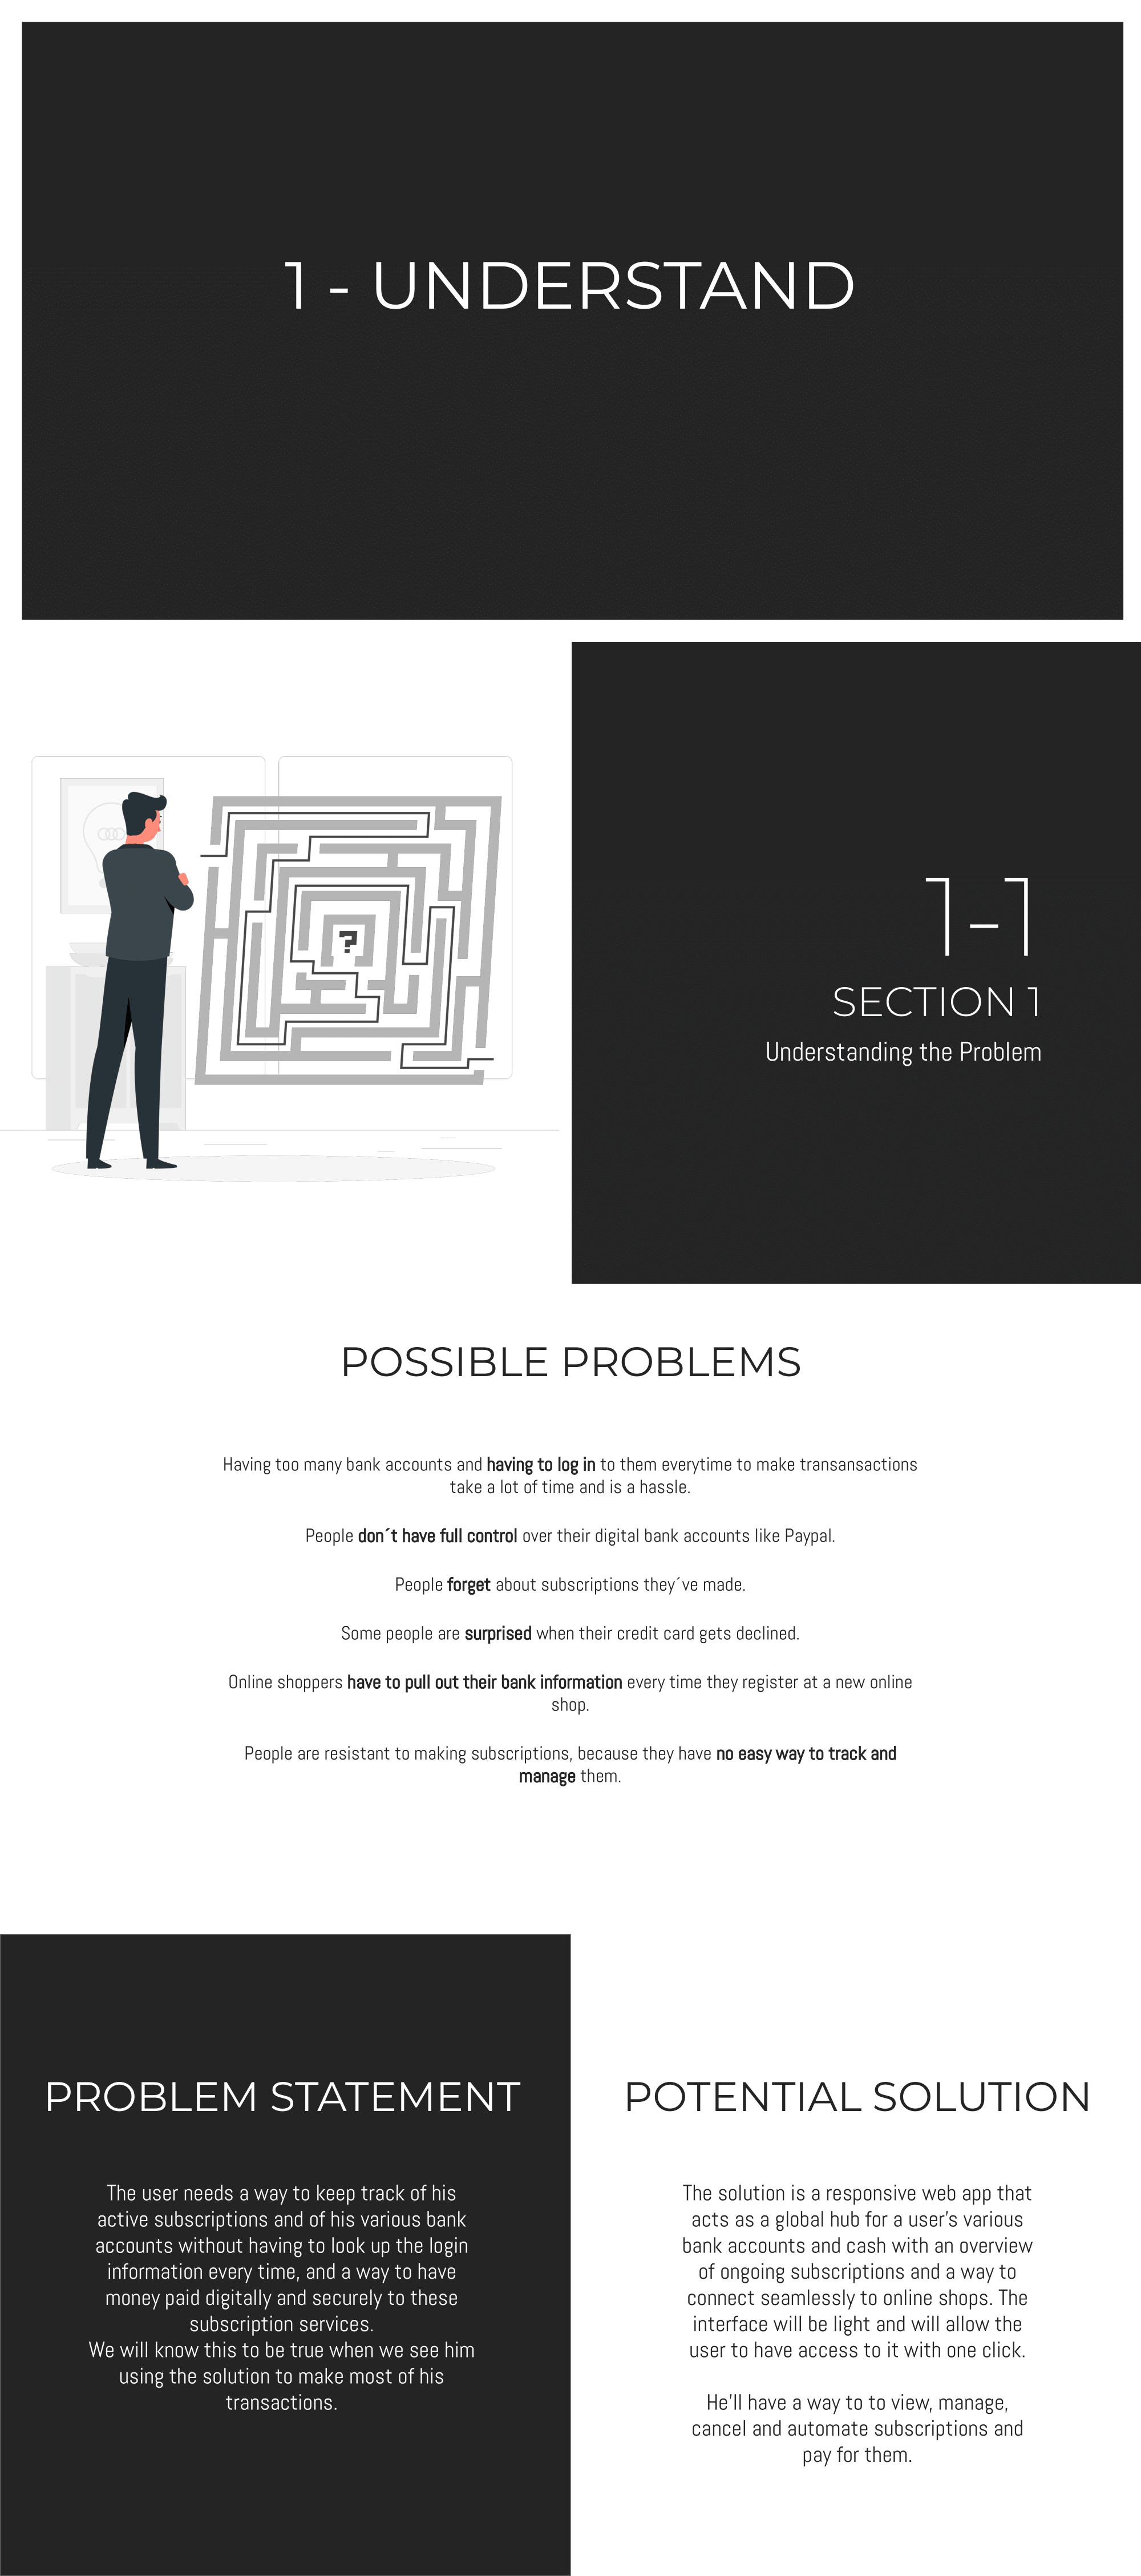 1 - UNDERSTAND
?
1-1
SECTION 1
Understanding the Problem
POSSIBLE PROBLEMS
Having too many bank accounts and having to log in to them everytime to make transansactions
take a lot of time and is a hassle.
People don´t have full control over their digital bank accounts like Paypal.
People forget about subscriptions they´ve made.
Some people are surprised when their credit card gets declined.
Online shoppers have to pull out their bank information every time they register at a new online
shop.
People are resistant to making subscriptions, because they have no easy way to track and
manage them.
PROBLEM STATEMENT
The user needs a way to keep track of his
active subscriptions and of his various bank
accounts without having to look up the login
information every time, and a way to have
money paid digitally and securely to these
subscription services.
We will know this to be true when we see him
using the solution to make most of his
transactions.
POTENTIAL SOLUTION
The solution is a responsive web app that
acts as a global hub for a user's various
bank accounts and cash with an overview
of ongoing subscriptions and a way to
connect seamlessly to online shops. The
interface will be light and will allow the
user to have access to it with one click.
He'll have a way to to view, manage,
cancel and automate subscriptions and
pay for them.